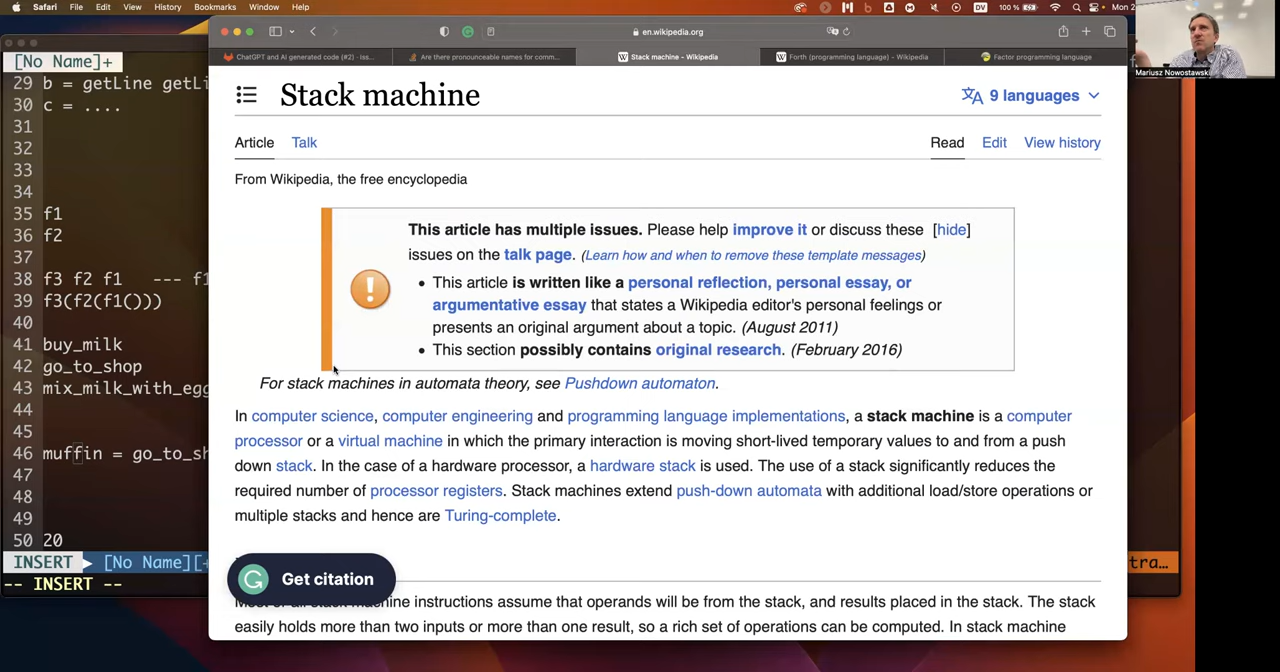 Safari File Edit View History Bookmarks Window Help
100 %
Mon 2
Mariusz Nowostawski
en.wikipedia.org
ChatGPT and AI generated code (#2) · Iss...
Are there pronounceable names for comm...
Stack machine - Wikipedia
Forth (programming language) - Wikipedia
Factor programming language
[No Name]+
29 b = getLine getLi
30 c = ....
31
32
33
34
35 f1
36 f2
37
38 f3 f2 f1 --- f1
39 f3(f2(f1()))
40
41 buy_milk
42 go_to_shop
43 mix_milk_with_egg
44
45
46 muffin = go_to_sh
47
48
49
50 20
INSERT [No Name][+
-- INSERT --
tra...
Stack machine
9 languages
Article Talk
Read Edit View history
From Wikipedia, the free encyclopedia
This article has multiple issues. Please help improve it or discuss these [hide]
issues on the talk page. (Learn how and when to remove these template messages)
• This article is written like a personal reflection, personal essay, or
argumentative essay that states a Wikipedia editor's personal feelings or
presents an original argument about a topic. (August 2011)
• This section possibly contains original research. (February 2016)
For stack machines in automata theory, see Pushdown automaton.
In computer science, computer engineering and programming language implementations, a stack machine is a computer
processor or a virtual machine in which the primary interaction is moving short-lived temporary values to and from a push
down stack. In the case of a hardware processor, a hardware stack is used. The use of a stack significantly reduces the
required number of processor registers. Stack machines extend push-down automata with additional load/store operations or
multiple stacks and hence are Turing-complete.
Get citation
Most or all stack machine instructions assume that operands will be from the stack, and results placed in the stack. The stack
easily holds more than two inputs or more than one result, so a rich set of operations can be computed. In stack machine